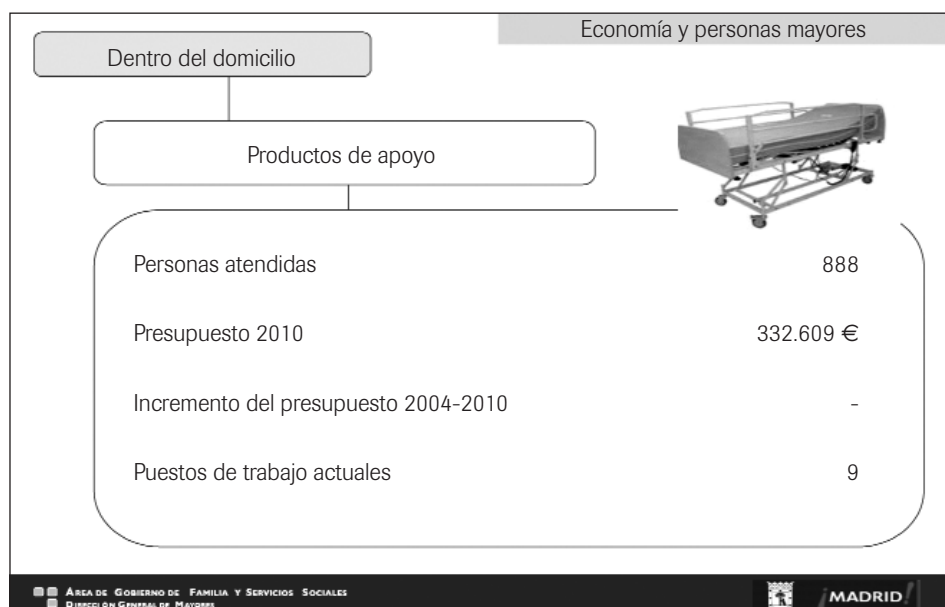 Economía y personas mayores
Dentro del domicilio
Productos de apoyo
Personas atendidas 888
Presupuesto 2010 332.609 €
Incremento del presupuesto 2004-2010 -
Puestos de trabajo actuales 9
ÁREA DE GOBIERNO DE FAMILIA Y SERVICIOS SOCIALES
DIRECCIÓN GENERAL DE MAYORES
¡MADRID!